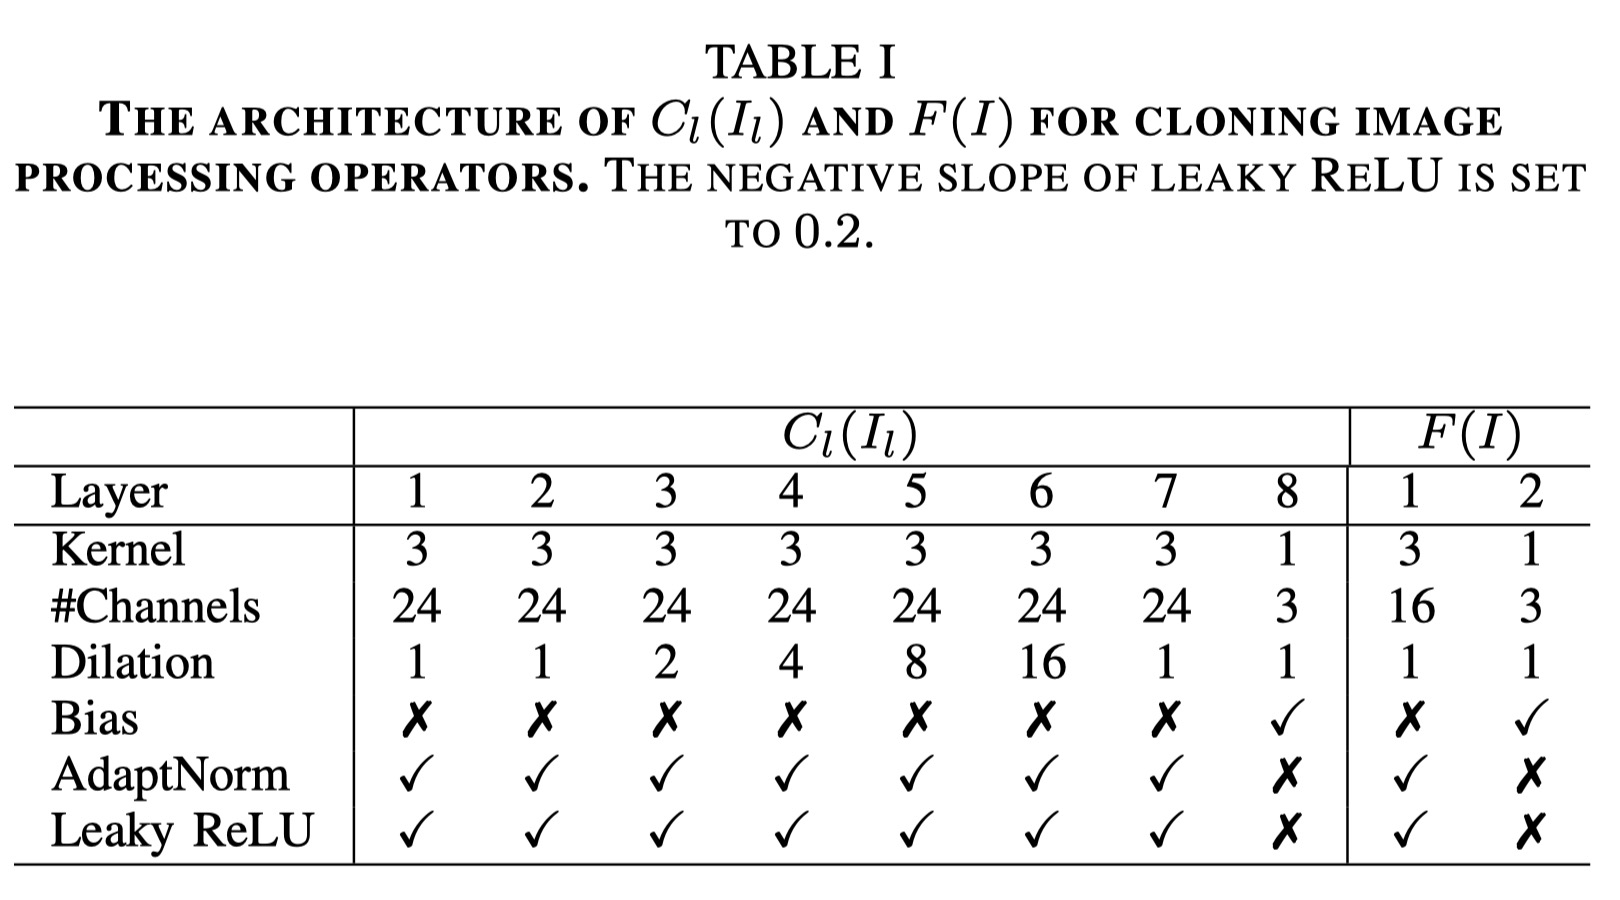 TABLE I
THE ARCHITECTURE OF C_l(I_l) AND F(I) FOR CLONING IMAGE
PROCESSING OPERATORS. THE NEGATIVE SLOPE OF LEAKY RELU IS SET
TO 0.2.
C_l(I_l) F(I)
Layer 1 2 3 4 5 6 7 8 1 2
Kernel 3 3 3 3 3 3 3 1 3 1
#Channels 24 24 24 24 24 24 24 3 16 3
Dilation 1 1 2 4 8 16 1 1 1 1
Bias ✗ ✗ ✗ ✗ ✗ ✗ ✗ ✓ ✗ ✓
AdaptNorm ✓ ✓ ✓ ✓ ✓ ✓ ✓ ✗ ✓ ✗
Leaky ReLU ✓ ✓ ✓ ✓ ✓ ✓ ✓ ✗ ✓ ✗